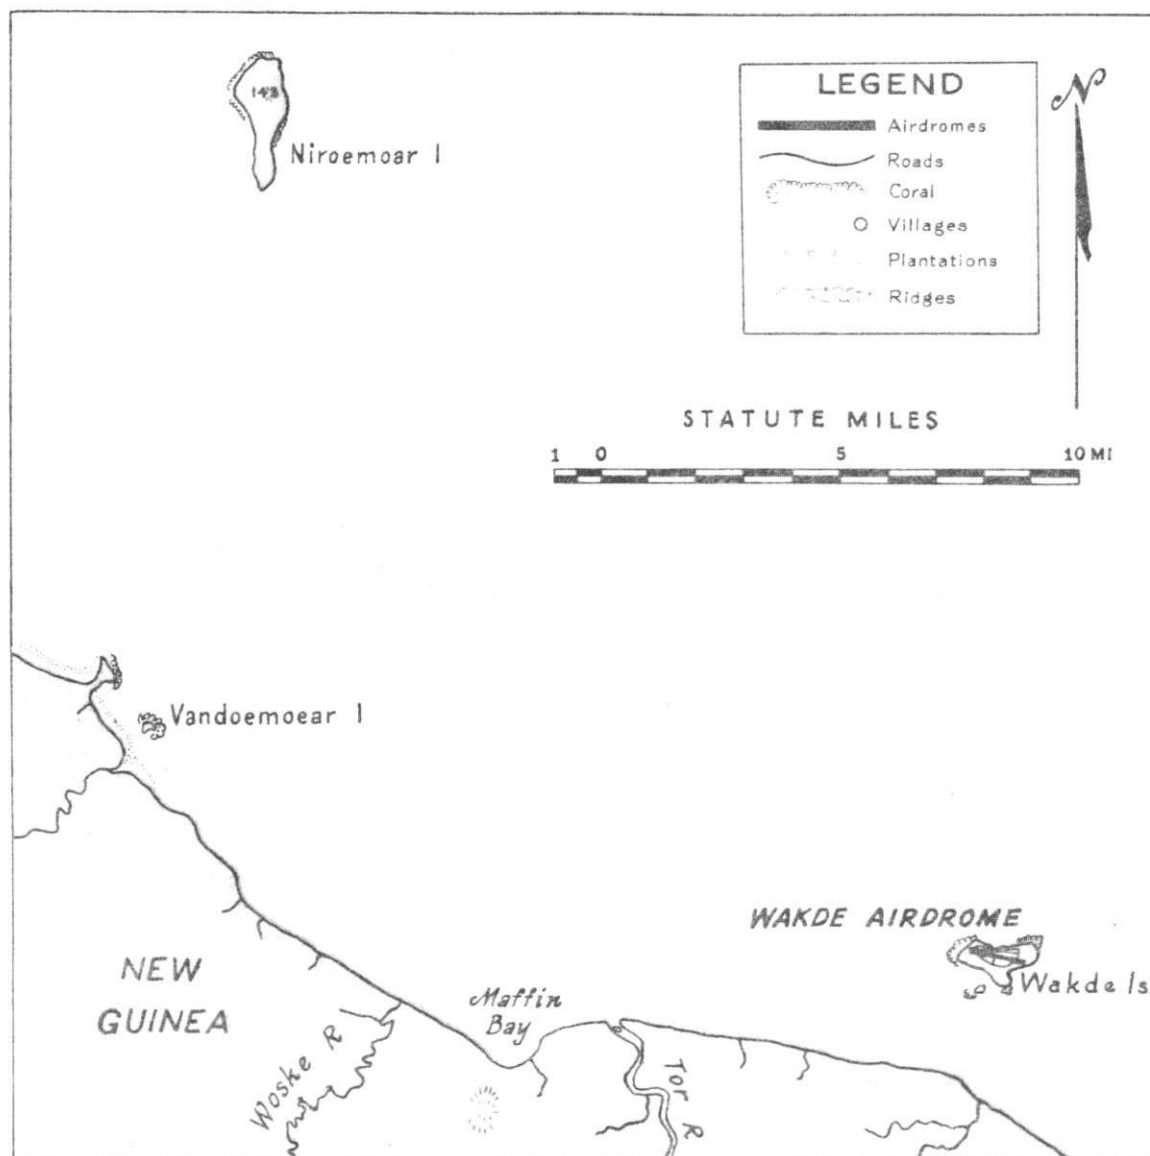 143
Niroemoar I
LEGEND
Airdromes
Roads
Coral
Villages
Plantations
Ridges
N
STATUTE MILES
1 0 5 10 MI
Vandoemoear I
WAKDE AIRDROME
Wakde Is.
NEW
GUINEA
Maffin
Bay
Woske R
Tor R